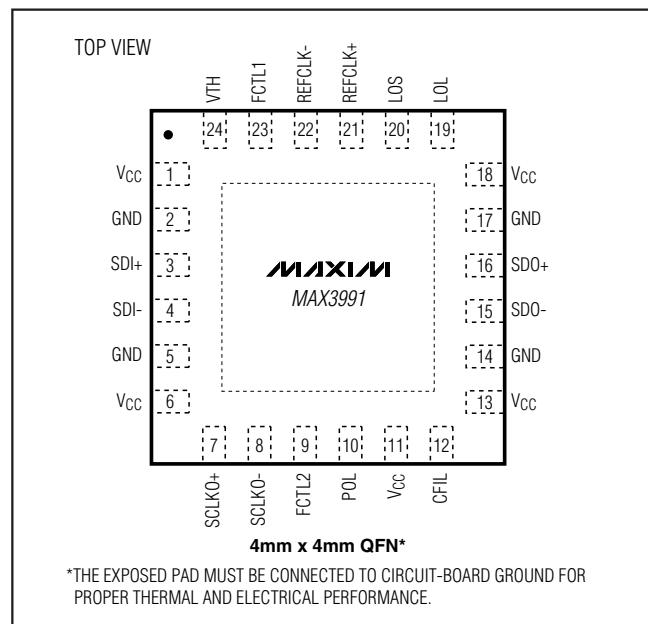 TOP VIEW
VTH
FCTL1
REFCLK-
REFCLK+
LOS
LOL
24
23
22
21
20
19
VCC
1
18
VCC
GND
2
17
GND
SDI+
3
16
SDO+
MAXIM
MAX3991
SDI-
4
15
SDO-
GND
5
14
GND
VCC
6
13
VCC
7
8
9
10
11
12
SCLKO+
SCLKO-
FCTL2
POL
VCC
CFIL
4mm x 4mm QFN*
*THE EXPOSED PAD MUST BE CONNECTED TO CIRCUIT-BOARD GROUND FOR
PROPER THERMAL AND ELECTRICAL PERFORMANCE.